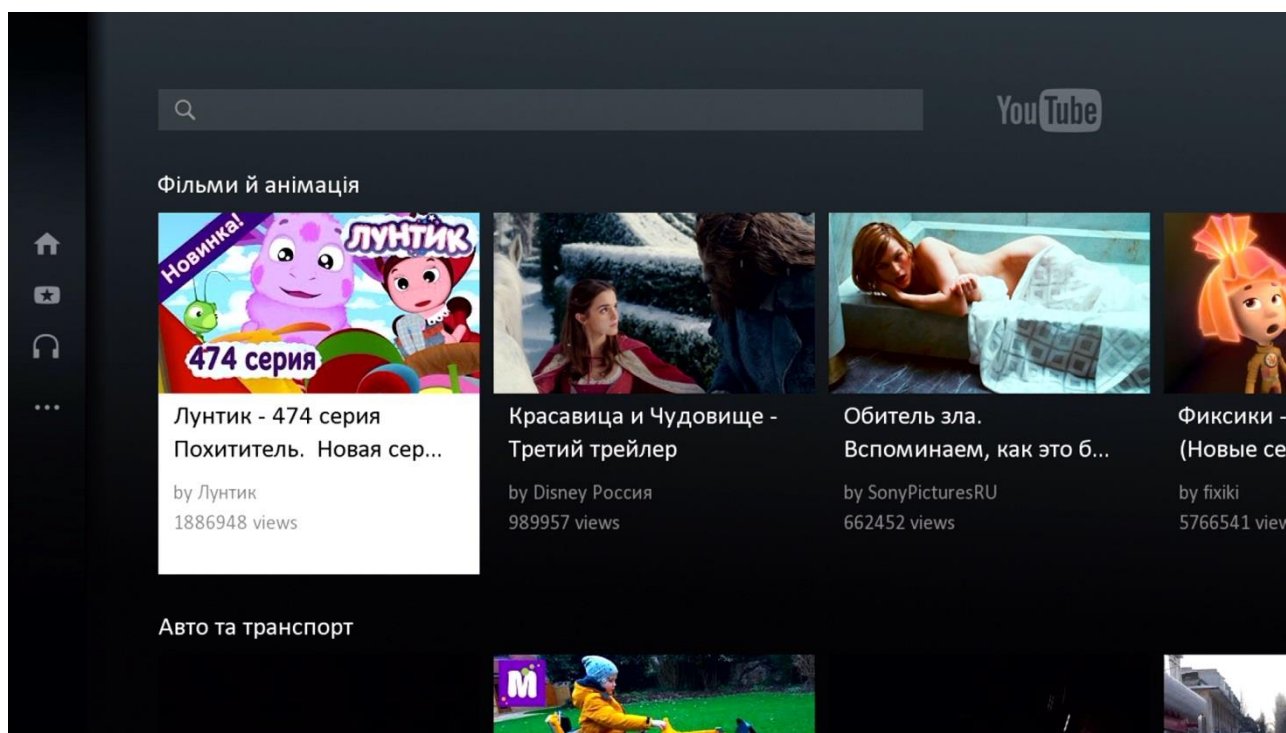 YouTube
Фільми й анімація
Новинка!
ЛУНТИК
474 серия
Лунтик - 474 серия
Похититель. Новая сер...
by Лунтик
1886948 views
Красавица и Чудовище -
Третий трейлер
by Disney Россия
989957 views
Обитель зла.
Вспоминаем, как это б...
by SonyPicturesRU
662452 views
Фиксики -
(Новые се
by fixiki
5766541 view
Авто та транспорт
M